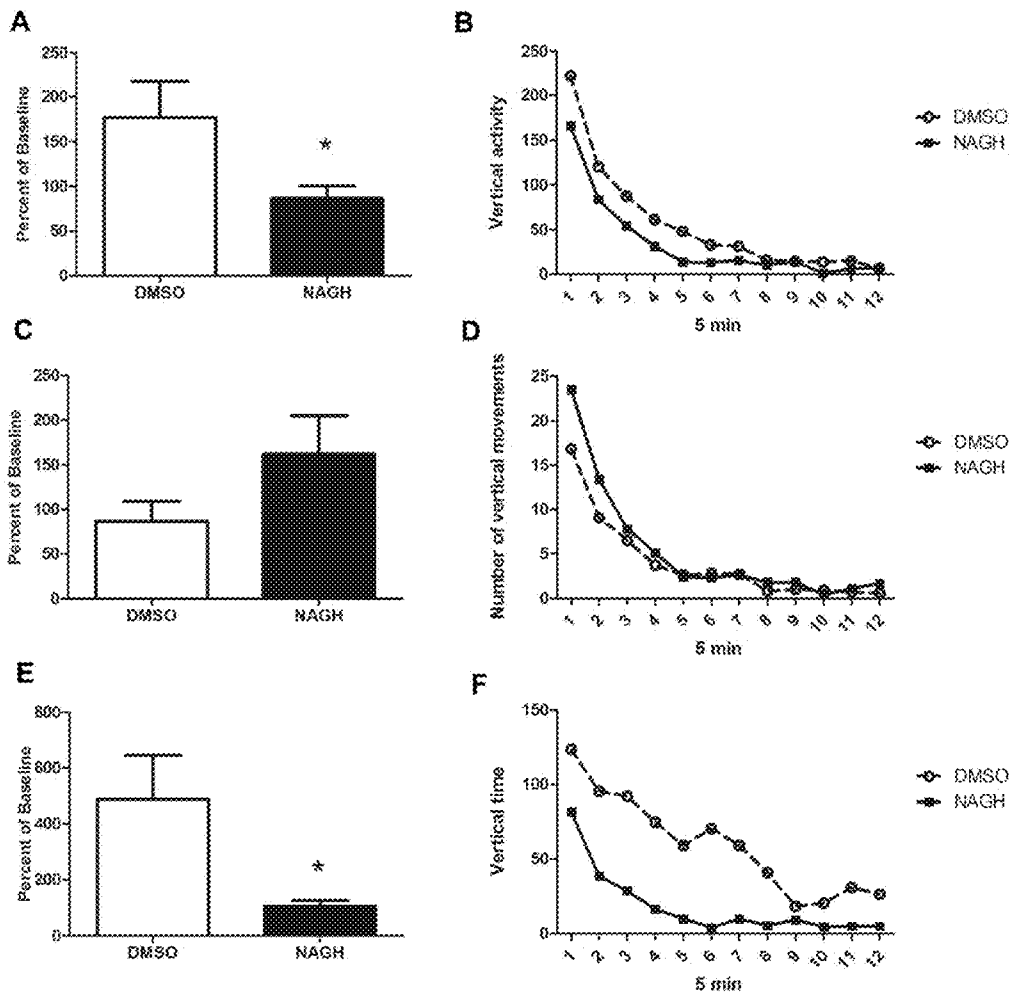 A
Percent of Baseline
250
200
150
100
50
0
*
DMSO
NAGH
B
Vertical activity
250
200
150
100
50
0
1 2 3 4 5 6 7 8 9 10 11 12
5 min
DMSO
NAGH
C
Percent of Baseline
250
200
150
100
50
0
DMSO
NAGH
D
Number of vertical movements
25
20
15
10
5
0
1 2 3 4 5 6 7 8 9 10 11 12
5 min
DMSO
NAGH
E
Percent of Baseline
800
600
400
200
0
*
DMSO
NAGH
F
Vertical time
150
100
50
0
1 2 3 4 5 6 7 8 9 10 11 12
5 min
DMSO
NAGH